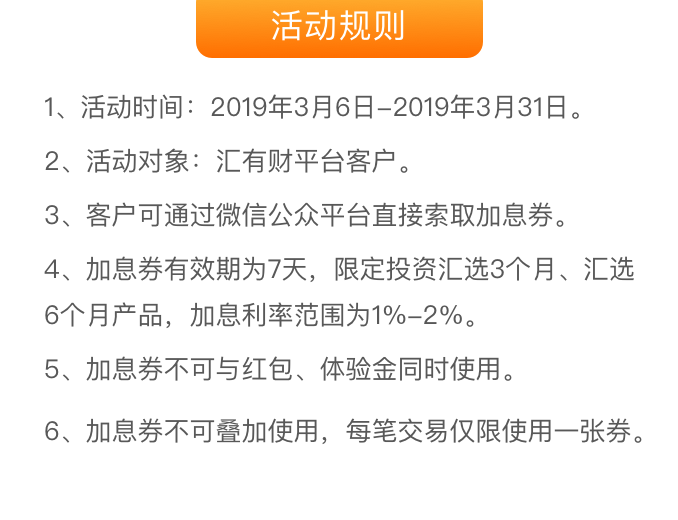 活动规则
1、活动时间：2019年3月6日-2019年3月31日。
2、活动对象：汇有财平台客户。
3、客户可通过微信公众平台直接索取加息券。
4、加息券有效期为7天，限定投资汇选3个月、汇选
6个月产品，加息利率范围为1%-2%。
5、加息券不可与红包、体验金同时使用。
6、加息券不可叠加使用，每笔交易仅限使用一张券。